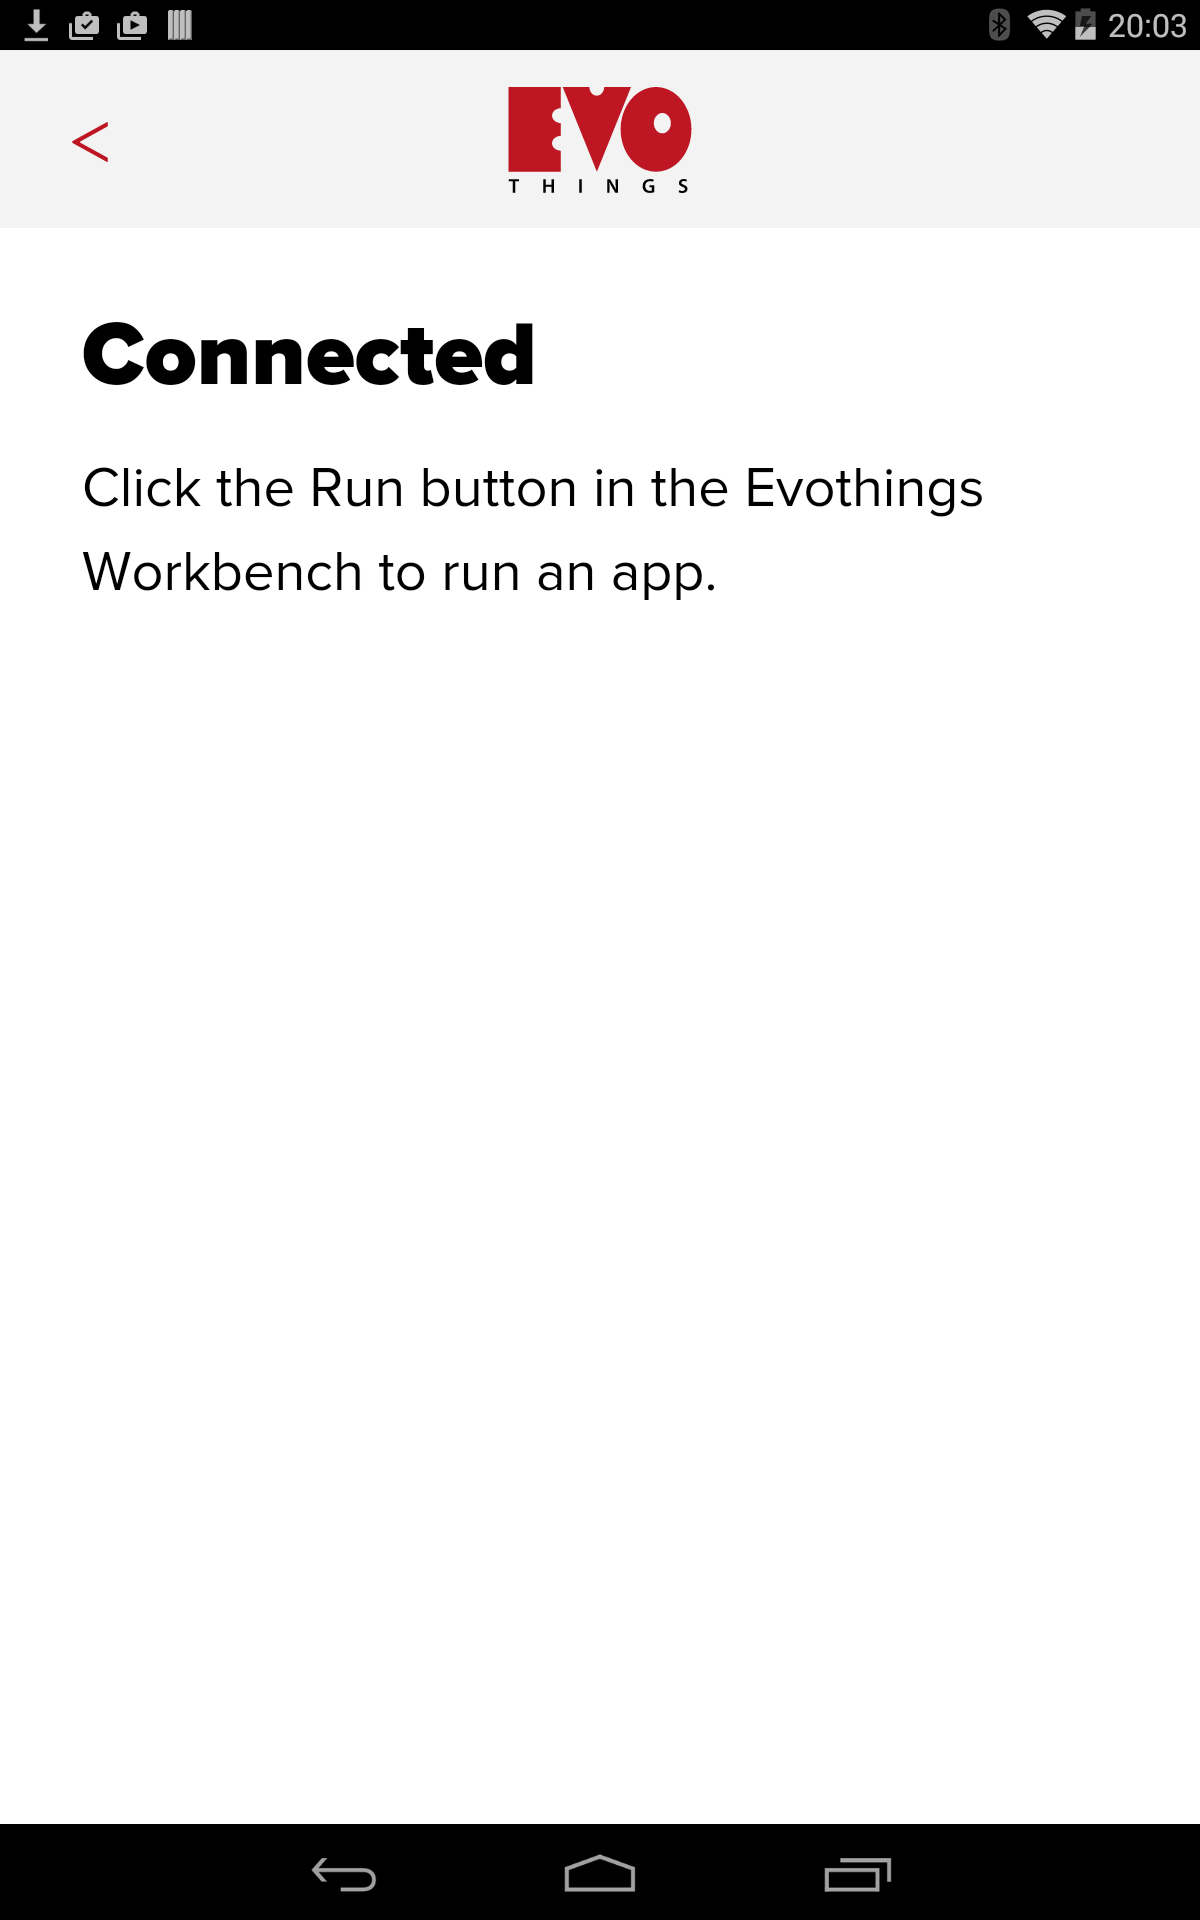 20:03
<
EVO
THINGS
Connected
Click the Run button in the Evothings
Workbench to run an app.